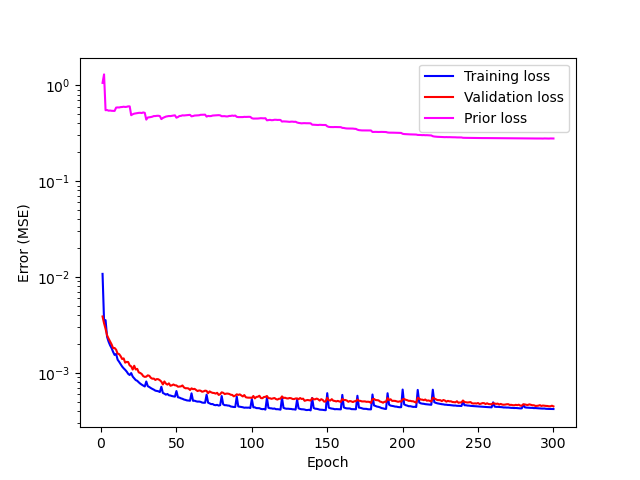 Training loss
Validation loss
Prior loss
10⁰
10⁻¹
10⁻²
10⁻³
Error (MSE)
0 50 100 150 200 250 300
Epoch